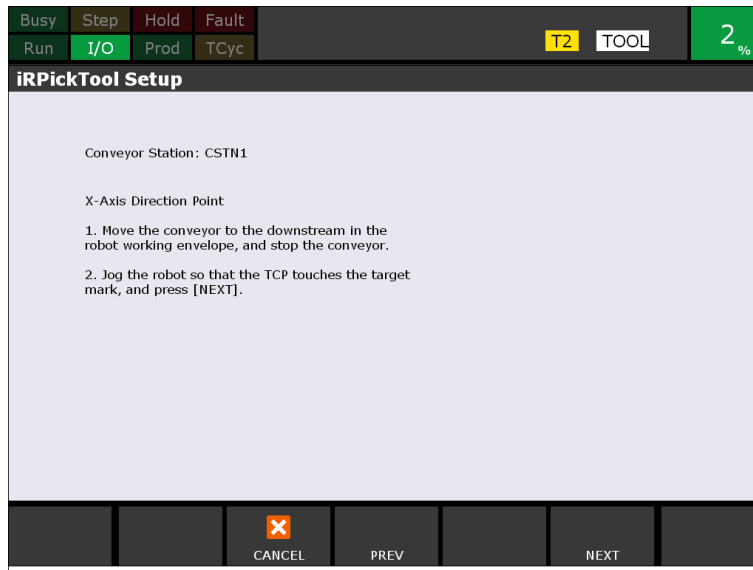 Busy Step Hold Fault
Run I/O Prod TCyc T2 TOOL 2%
iRPickTool Setup
Conveyor Station: CSTN1
X-Axis Direction Point
1. Move the conveyor to the downstream in the
robot working envelope, and stop the conveyor.
2. Jog the robot so that the TCP touches the target
mark, and press [NEXT].
CANCEL PREV NEXT